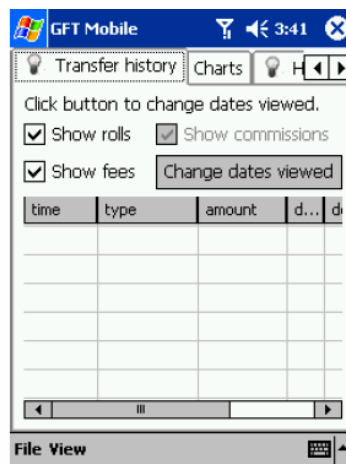 GFT Mobile 3:41
Transfer history Charts H
Click button to change dates viewed.
Show rolls Show commissions
Show fees Change dates viewed
time type amount d... d
File View